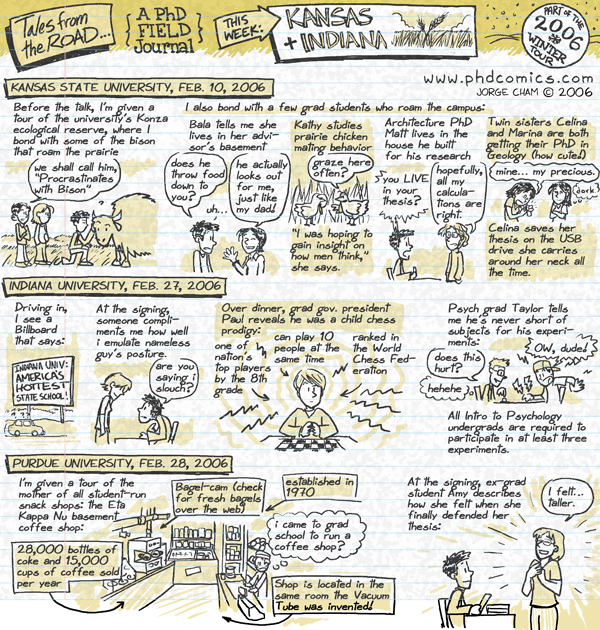 Tales from
the ROAD...
A PhD
FIELD
Journal
THIS
WEEK:
KANSAS
+ INDIANA
PART OF THE
2006
WINTER
TOUR
www.phdcomics.com
JORGE CHAM © 2006
KANSAS STATE UNIVERSITY, FEB. 10, 2006
Before the talk, I'm given a
tour of the university's Konza
ecological reserve, where I
bond with some of the bison
that roam the prairie
we shall call him,
"Procrastinates
with Bison"
I also bond with a few grad students who roam the campus:
Bala tells me she
lives in her advi-
sor's basement
does he
throw food
down to
you?
uh...
he actually
looks out
for me,
just like
my dad!
Kathy studies
prairie chicken
mating behavior
graze here
often?
"I was hoping to
gain insight on
how men think,"
she says.
Architecture PhD
Matt lives in the
house he built
for his research
you LIVE
in your
thesis?
hopefully,
all my
calcula-
tions are
right.
Twin sisters Celina
and Marina are both
getting their PhD in
Geology (how cute!)
mine... my precious.
dork
Celina saves her
thesis on the USB
drive she carries
around her neck all
the time.
INDIANA UNIVERSITY, FEB. 27, 2006
Driving in,
I see a
Billboard
that says:
INDIANA UNIV:
AMERICA'S
HOTTEST
STATE SCHOOL!
At the signing,
someone compli-
ments me how well
i emulate nameless
guy's posture.
are you
saying i
slouch?
Over dinner, grad gov. president
Paul reveals he was a child chess
prodigy:
one of
nation's
top players
by the 8th
grade
can play 10
people at the
same time
ranked in
the World
Chess Fed-
eration
Psych grad Taylor tells
me he's never short of
subjects for his experi-
ments:
does this
hurt?
hehehe
OW, dude!
All Intro to Psychology
undergrads are required to
participate in at least three
experiments.
PURDUE UNIVERSITY, FEB. 28, 2006
I'm given a tour of the
mother of all student-run
snack shops: the Eta
Kappa Nu basement
coffee shop:
Bagel-cam (check
for fresh bagels
over the web)
established in
1970
i came to grad
school to run a
coffee shop?
28,000 bottles of
coke and 15,000
cups of coffee sold
per year
Shop is located in the
same room the Vacuum
Tube was invented!
At the signing, ex-grad
student Amy describes
how she felt when she
finally defended her
thesis:
I felt...
taller.